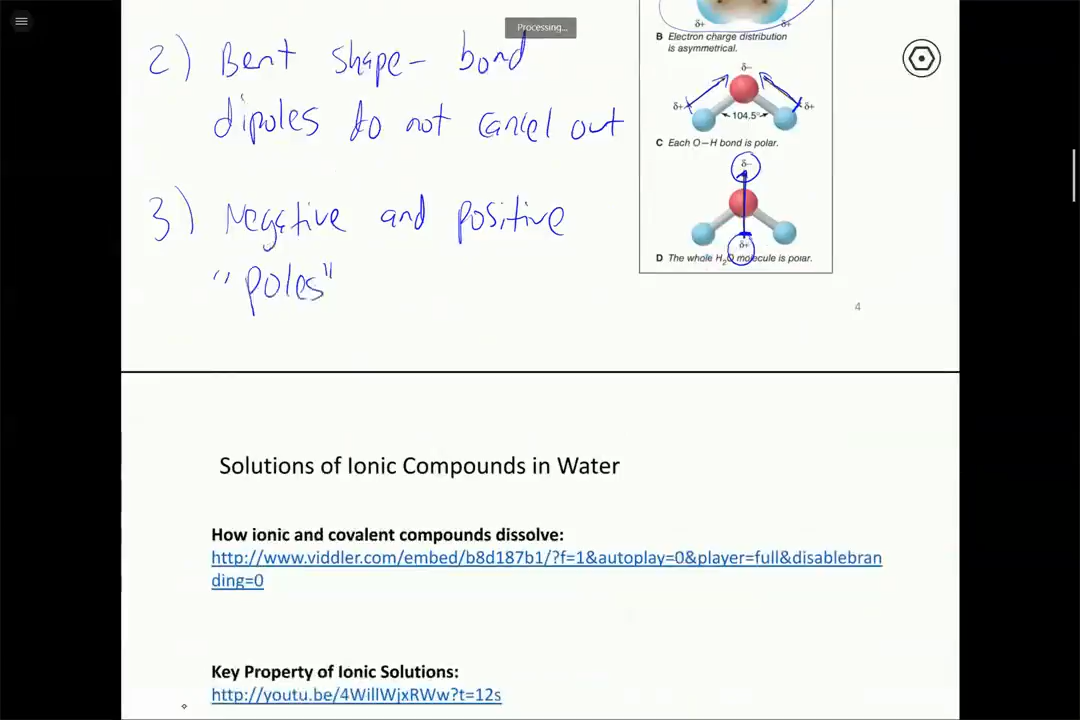 Processing...
2) Bent shape - bond
dipoles do not cancel out
3) Negative and positive
"poles"
δ+ δ+
B Electron charge distribution
is asymmetrical.
δ−
δ+ δ+
104.5°
C Each O−H bond is polar.
δ−
δ+
D The whole H2O molecule is polar.
4
Solutions of Ionic Compounds in Water
How ionic and covalent compounds dissolve:
http://www.viddler.com/embed/b8d187b1/?f=1&autoplay=0&player=full&disablebran
ding=0
Key Property of Ionic Solutions:
http://youtu.be/4WillWjxRWw?t=12s